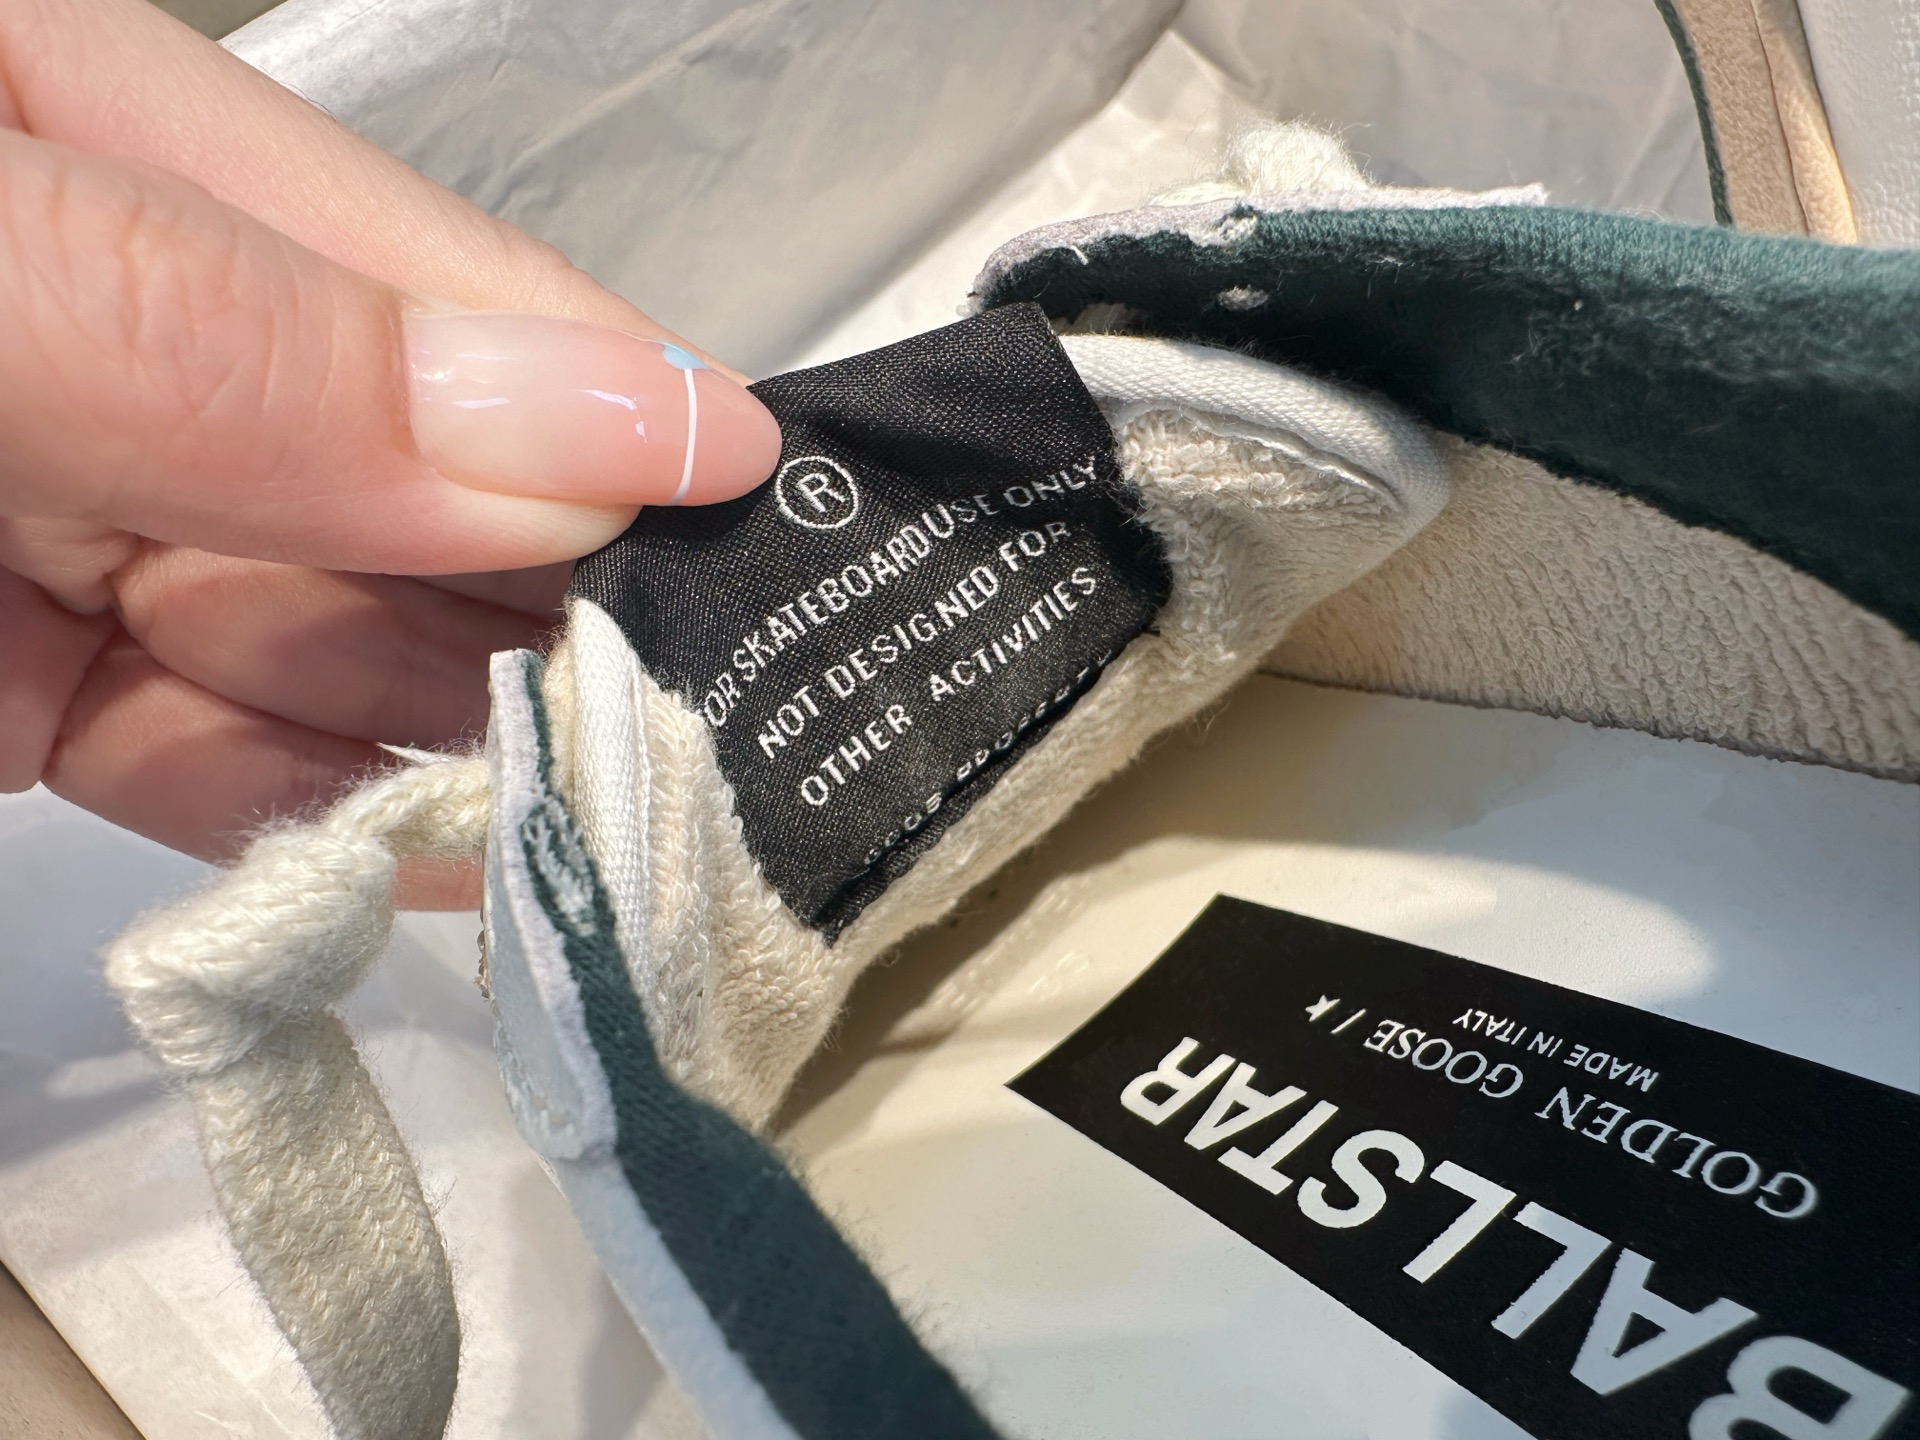 ®
FOR SKATEBOARD USE ONLY
NOT DESIGNED FOR
OTHER ACTIVITIES
BALLSTAR
GOLDEN GOOSE / ★
MADE IN ITALY